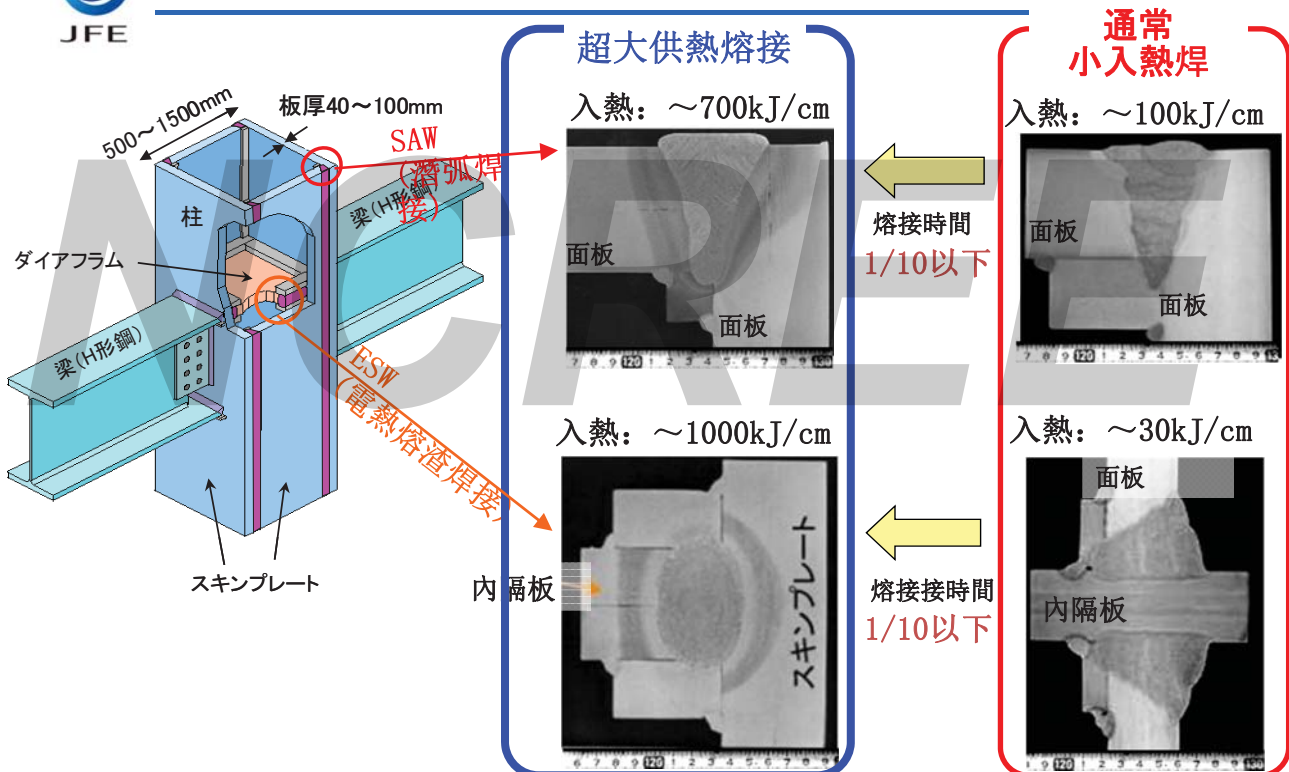 JFE
超大供熱熔接
通常
小入熱焊
500～1500mm
板厚40～100mm
SAW
(潛弧焊
接)
柱
ダイアフラム
梁(H形鋼)
梁(H形鋼)
ESW
(電熱熔渣焊接)
スキンプレート
入熱: ～700kJ/cm
面板
面板
熔接時間
1/10以下
入熱: ～100kJ/cm
面板
面板
入熱: ～1000kJ/cm
內隔板
スキンプレート
熔接接時間
1/10以下
入熱: ～30kJ/cm
面板
內隔板
NCREE